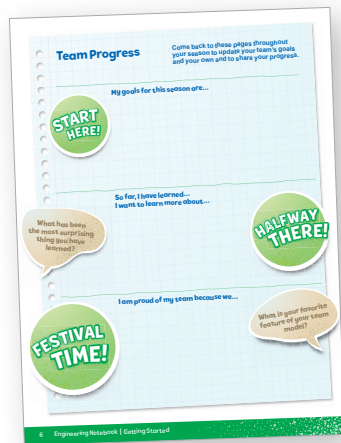 Team Progress
Come back to these pages throughout
your season to update your team's goals
and your own and to share your progress.
My goals for this season are...
START
HERE!
So far, I have learned...
I want to learn more about...
What has been
the most surprising
thing you have
learned?
HALFWAY
THERE!
I am proud of my team because we...
What is your favorite
feature of your team
model?
FESTIVAL
TIME!
6 Engineering Notebook | Getting Started